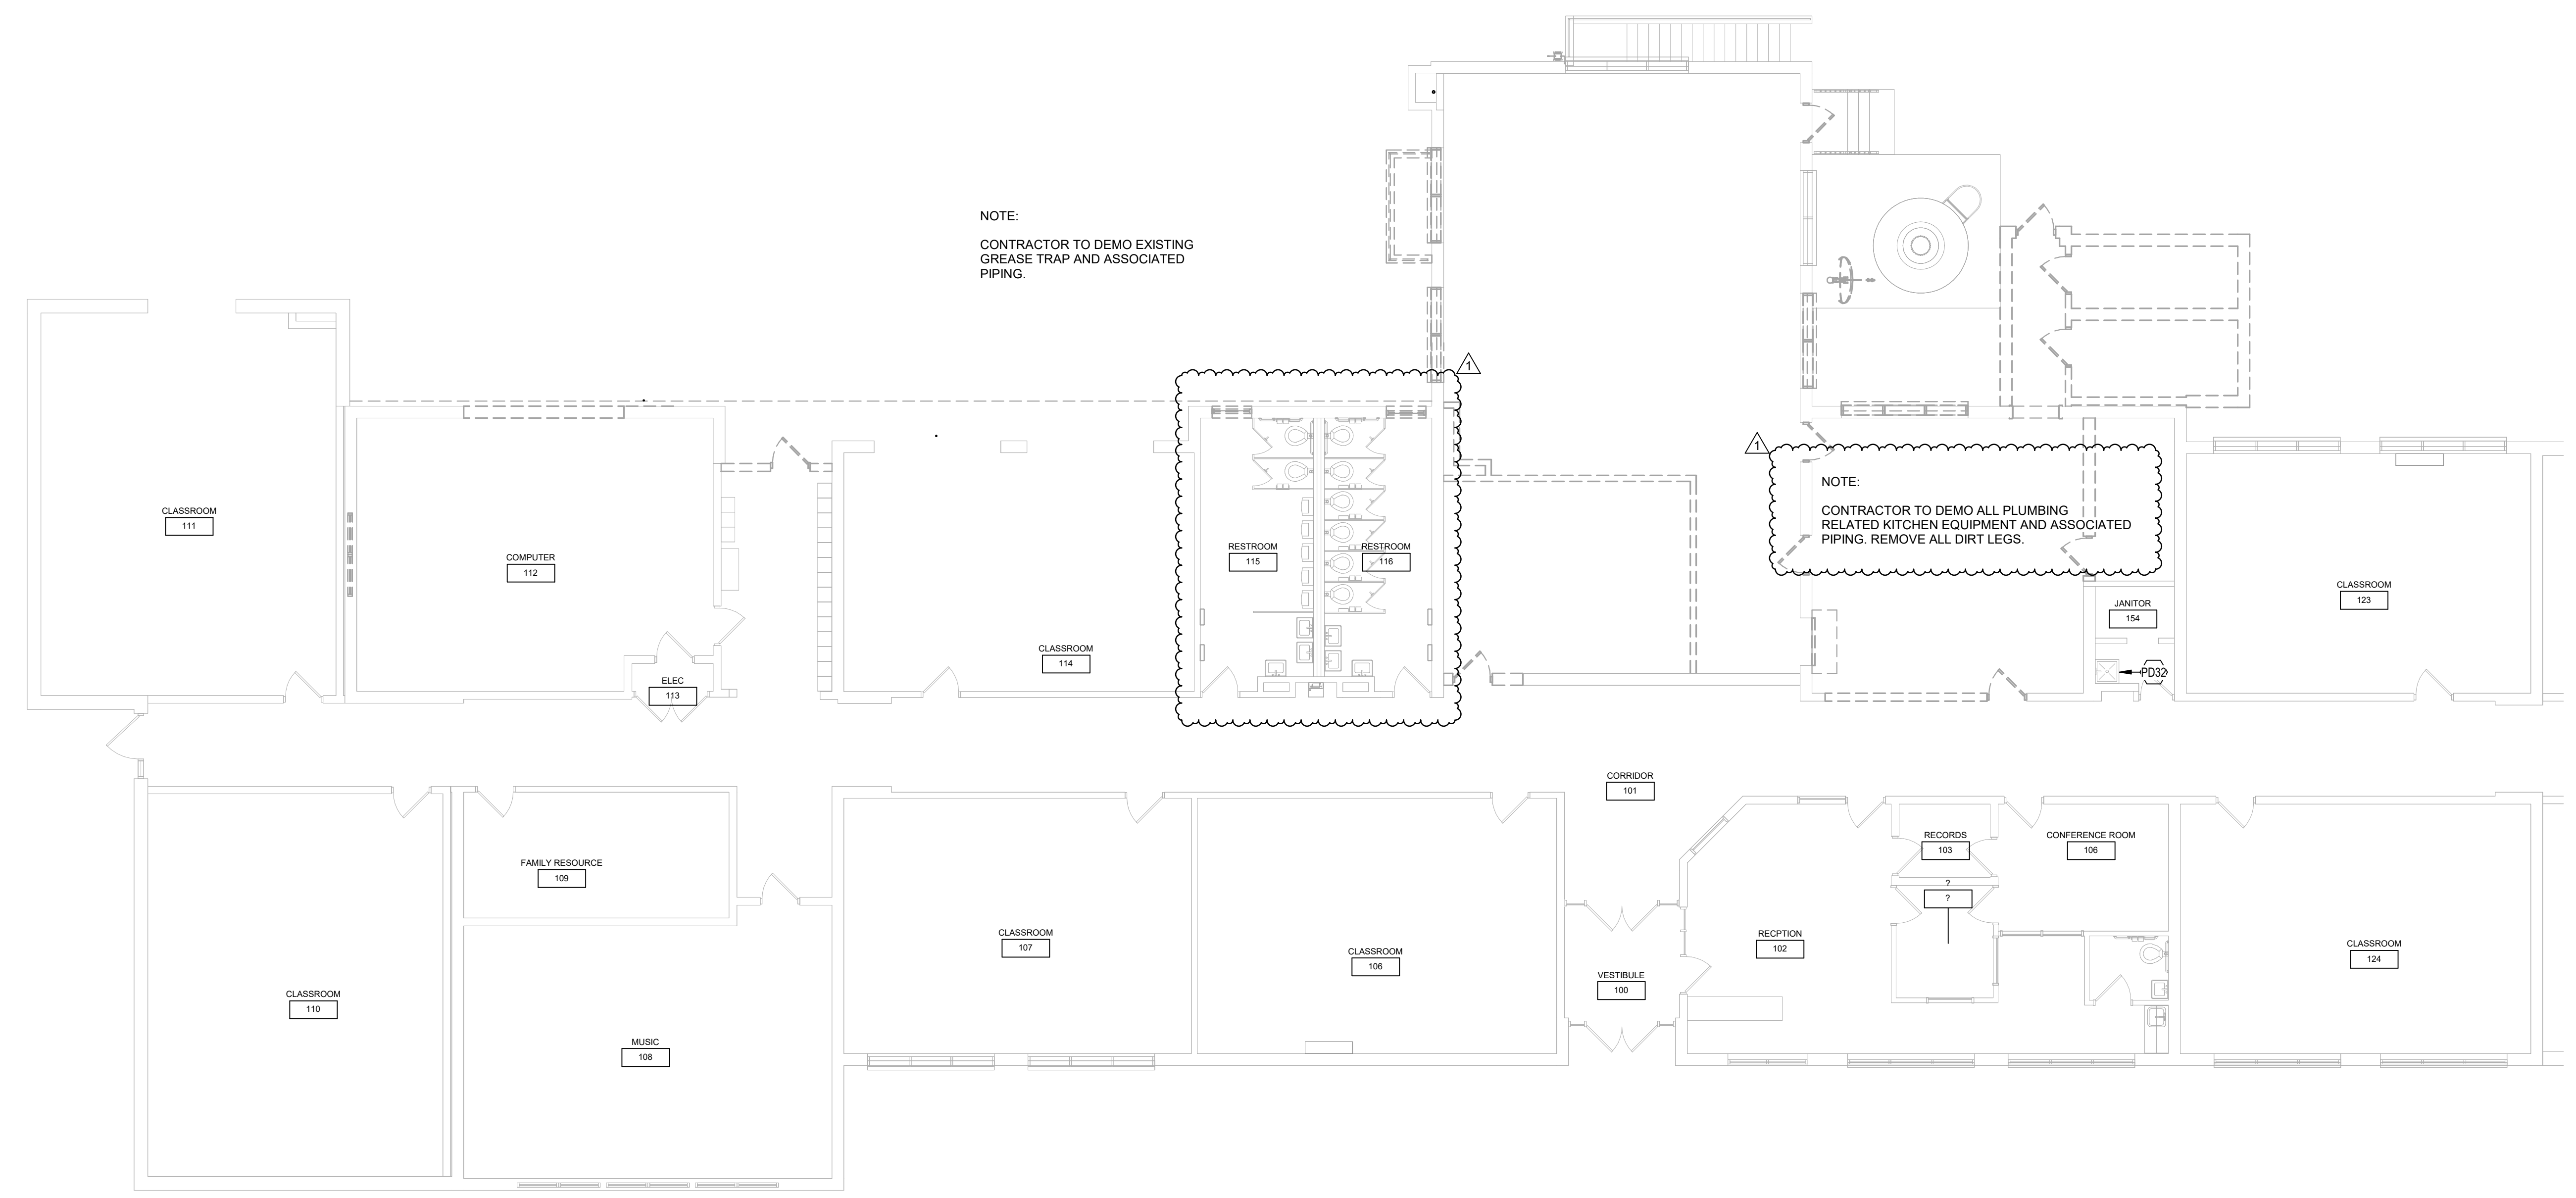 NOTE:
CONTRACTOR TO DEMO EXISTING
GREASE TRAP AND ASSOCIATED
PIPING.
1
1
NOTE:
CONTRACTOR TO DEMO ALL PLUMBING
RELATED KITCHEN EQUIPMENT AND ASSOCIATED
PIPING. REMOVE ALL DIRT LEGS.
CLASSROOM
111
COMPUTER
112
RESTROOM
115
RESTROOM
116
CLASSROOM
123
JANITOR
154
CLASSROOM
114
ELEC
113
PD32
CORRIDOR
101
RECORDS
103
CONFERENCE ROOM
106
FAMILY RESOURCE
109
?
?
CLASSROOM
107
RECPTION
102
CLASSROOM
124
CLASSROOM
106
VESTIBULE
100
CLASSROOM
110
MUSIC
108